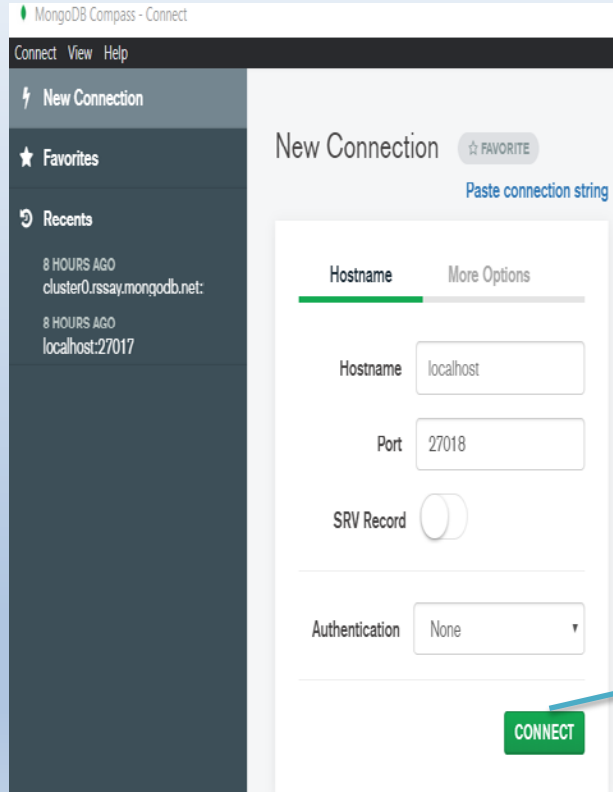 MongoDB Compass - Connect
Connect View Help
New Connection
Favorites
Recents
8 HOURS AGO
cluster0.rssay.mongodb.net:
8 HOURS AGO
localhost:27017
New Connection
FAVORITE
Paste connection string
Hostname
More Options
Hostname
localhost
Port
27018
SRV Record
Authentication
None
CONNECT